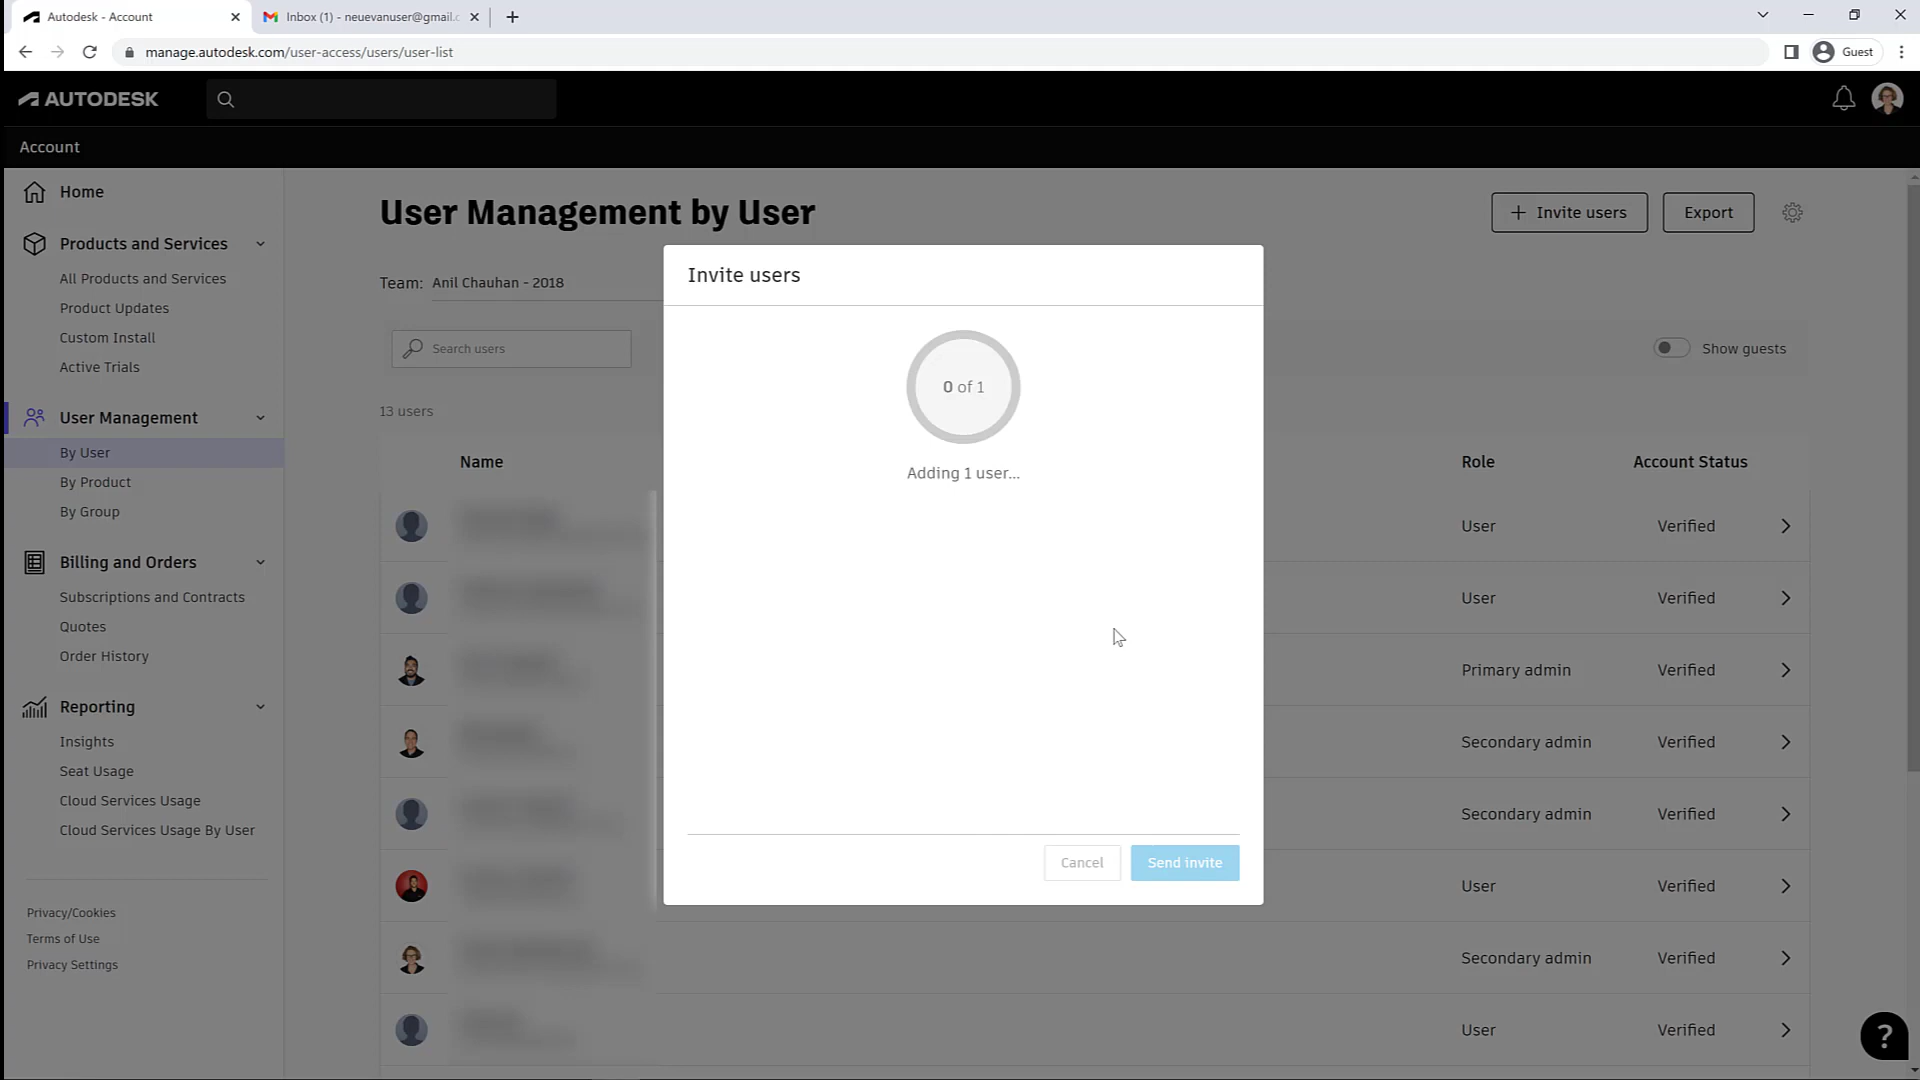 Autodesk - Account
Inbox (1) - neuevanuser@gmail.c
manage.autodesk.com/user-access/users/user-list
Guest
AUTODESK
Account
Home
Products and Services
All Products and Services
Product Updates
Custom Install
Active Trials
User Management
By User
By Product
By Group
Billing and Orders
Subscriptions and Contracts
Quotes
Order History
Reporting
Insights
Seat Usage
Cloud Services Usage
Cloud Services Usage By User
Privacy/Cookies
Terms of Use
Privacy Settings
User Management by User
Invite users
Export
Team: Anil Chauhan - 2018
Search users
Show guests
13 users
Name
Role
Account Status
User
Verified
User
Verified
Primary admin
Verified
Secondary admin
Verified
Secondary admin
Verified
User
Verified
Secondary admin
Verified
User
Verified
Invite users
0 of 1
Adding 1 user...
Cancel
Send invite
?